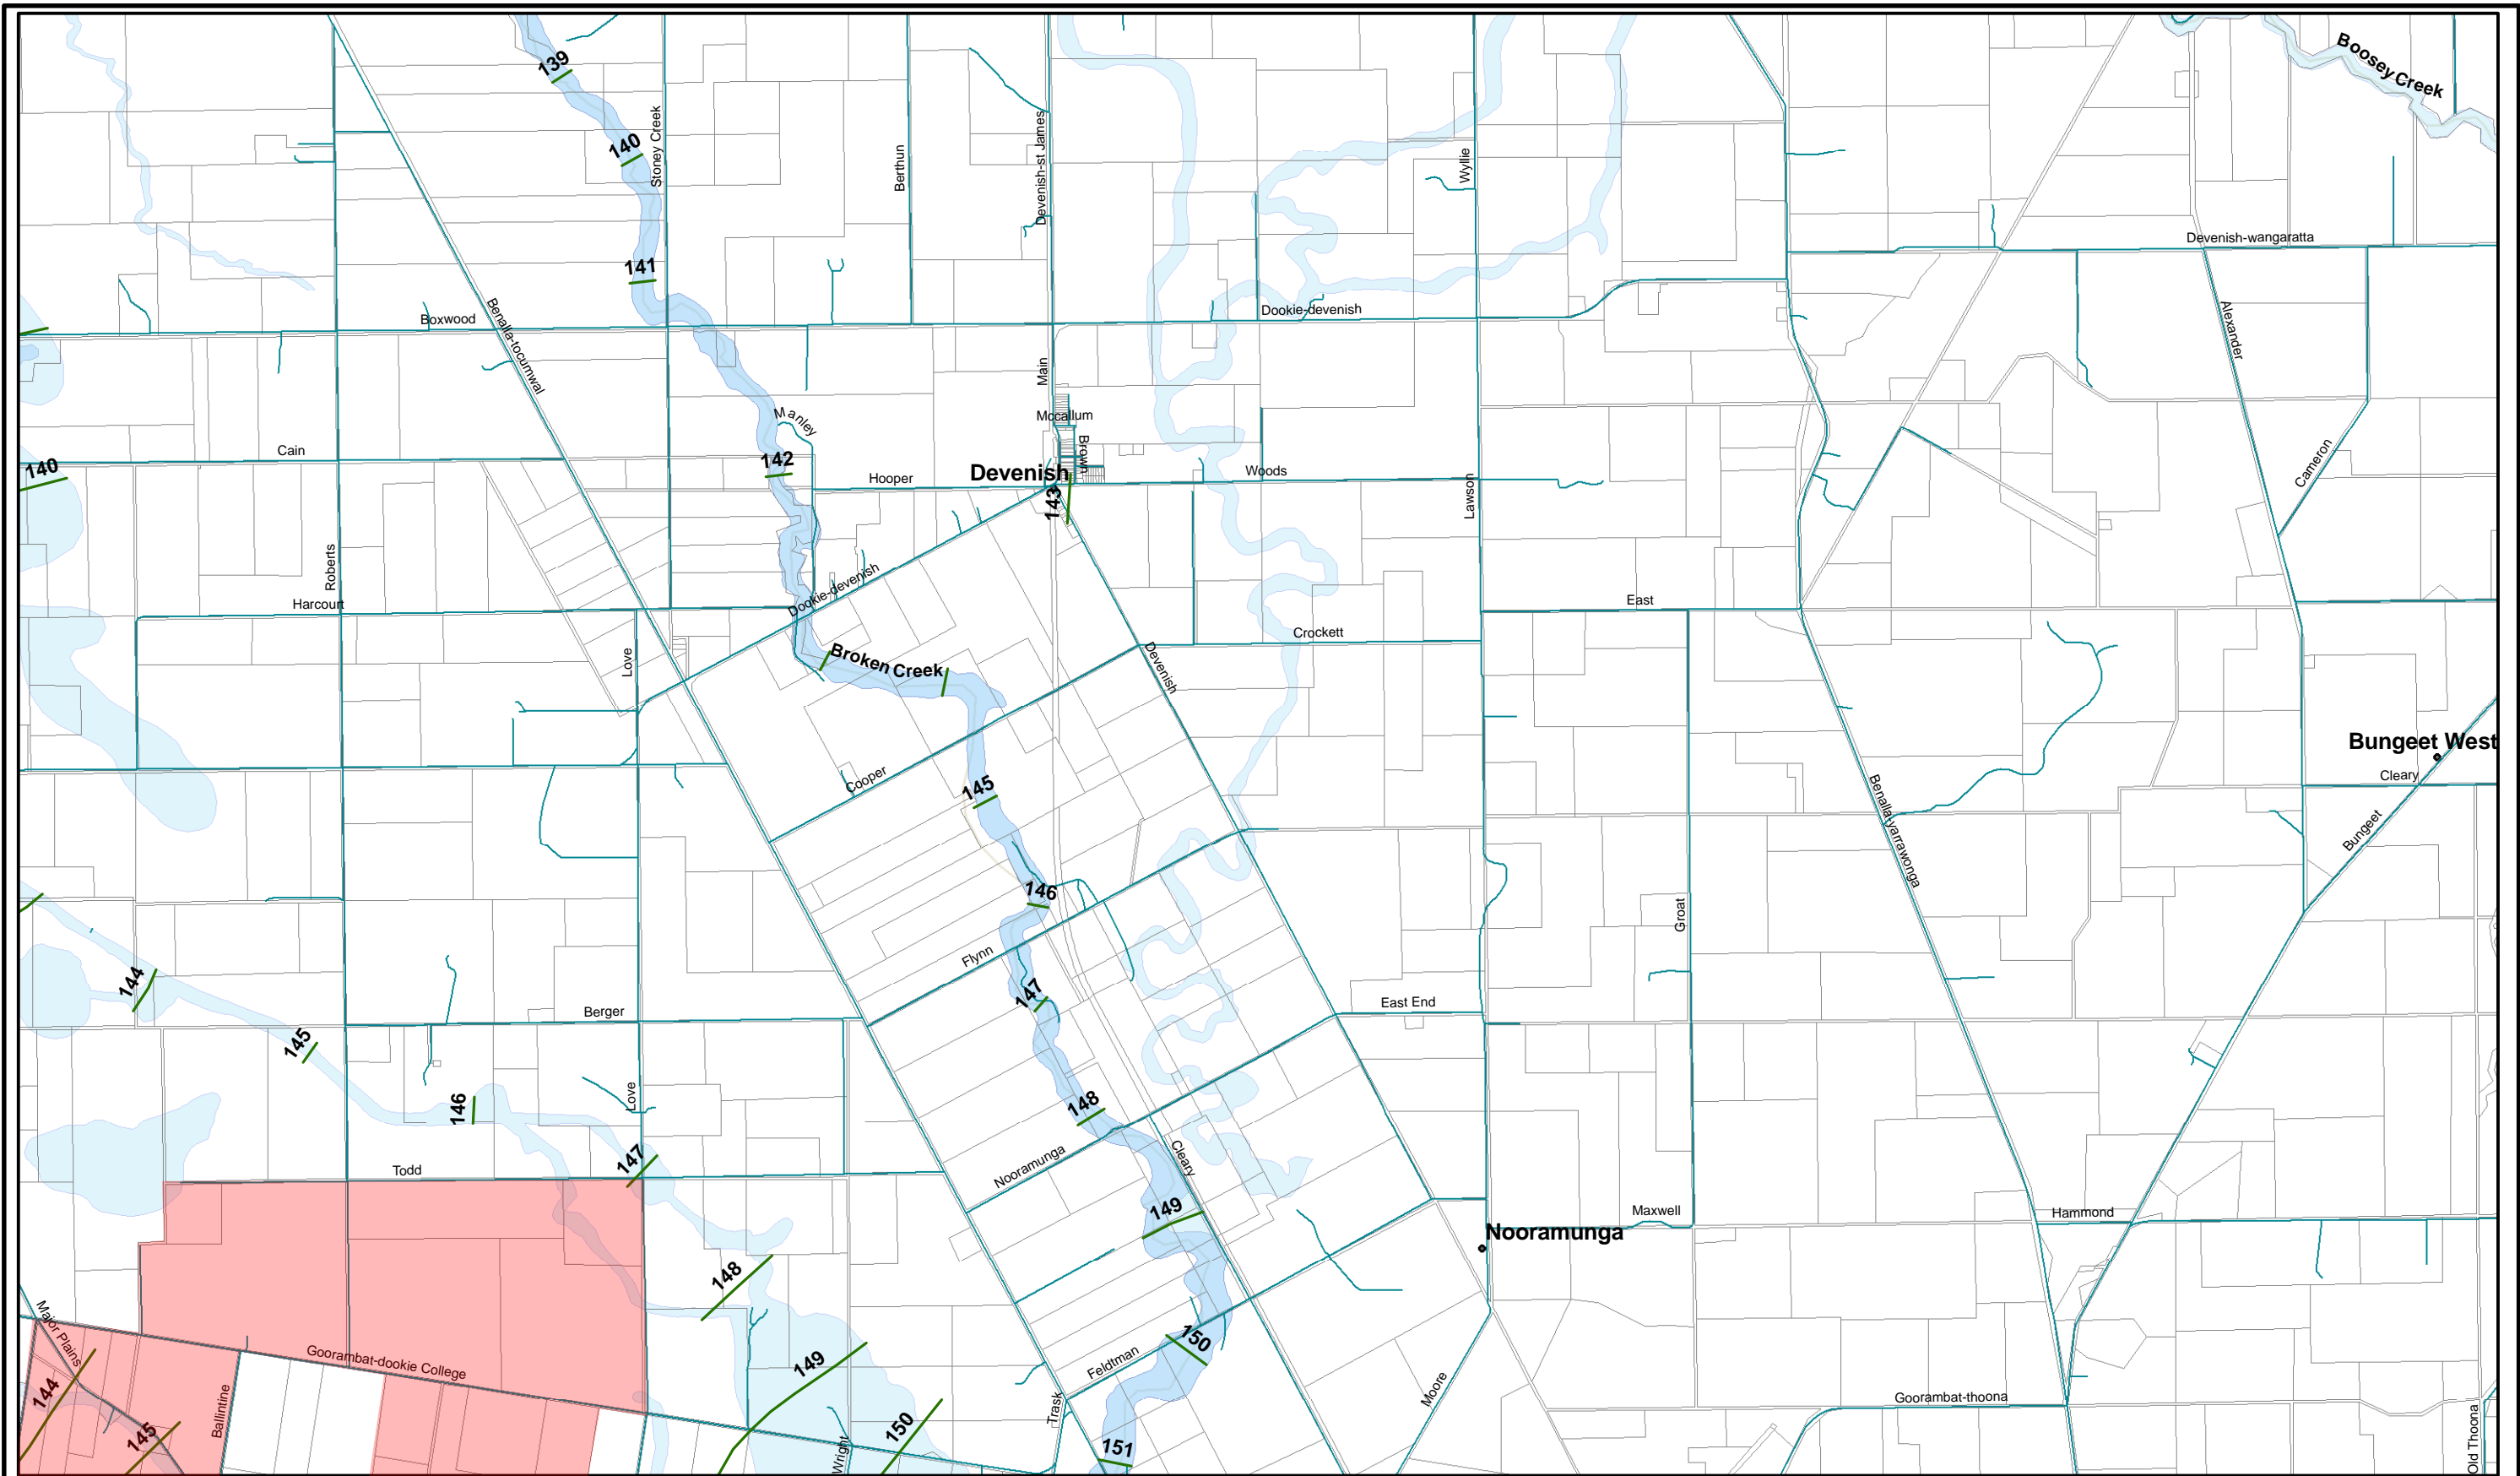 139
Boosey Creek
140
Stoney Creek
Berthun
Devenish-st James
Wyllie
Devenish-wangaratta
141
Benalla-tocumwal
Boxwood
Dookie-devenish
Alexander
Main
Manley
Mccallum
Brown
Cain
140
142
Hooper
Devenish
Woods
Lawson
Cameron
143
Roberts
Harcourt
Dookie-devenish
East
Love
Broken Creek
Crockett
Devenish
Bungeet West
Cleary
Cooper
145
Benalla-yarrawonga
Bungeet
146
Groat
Flynn
144
147
Berger
East End
145
146
Love
148
147
Todd
Nooramunga
Cleary
149
Maxwell
Hammond
Nooramunga
148
Major Plains
Goorambat-dookie College
149
150
Feldtman
144
Ballintine
Trask
Moore
Goorambat-thoona
145
150
Wright
151
Old Thoona